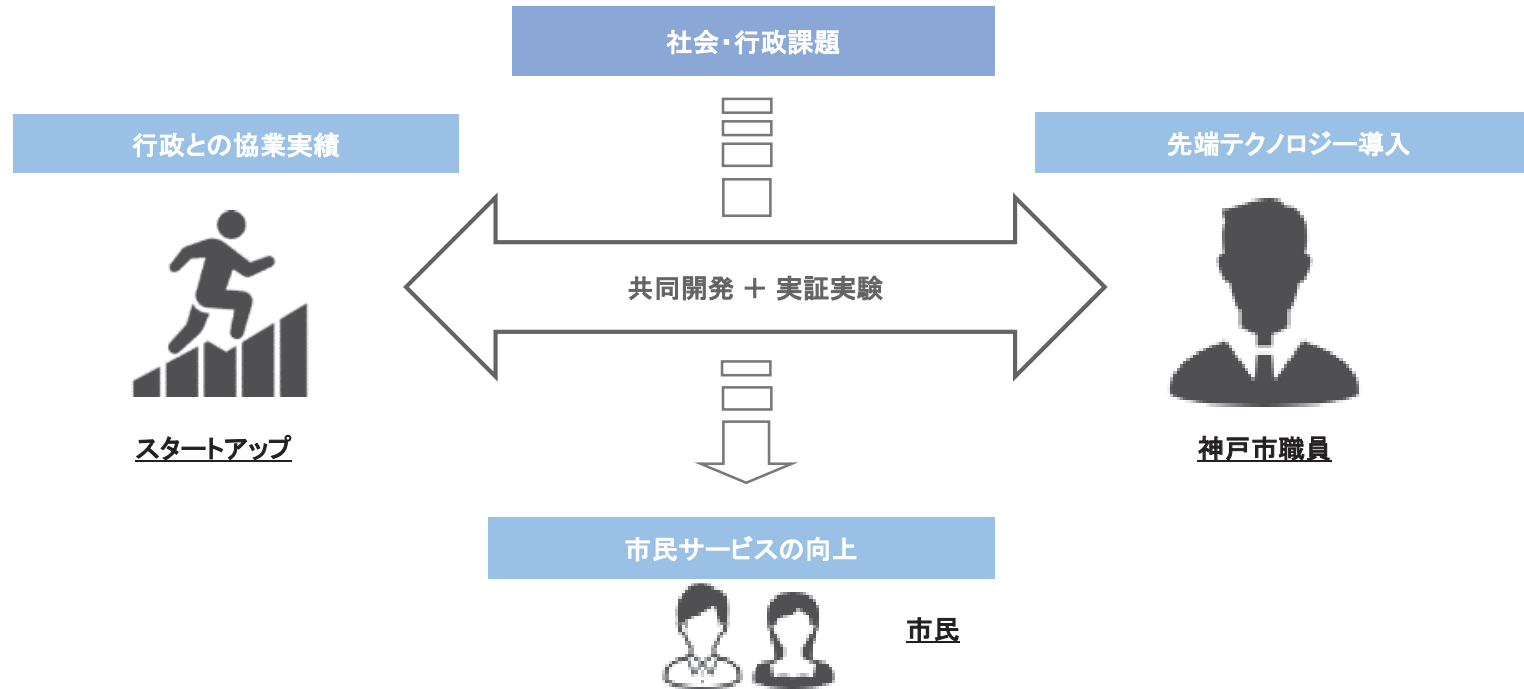 社会・行政課題
行政との協業実績
先端テクノロジー導入
共同開発 ＋ 実証実験
スタートアップ
神戸市職員
市民サービスの向上
市民